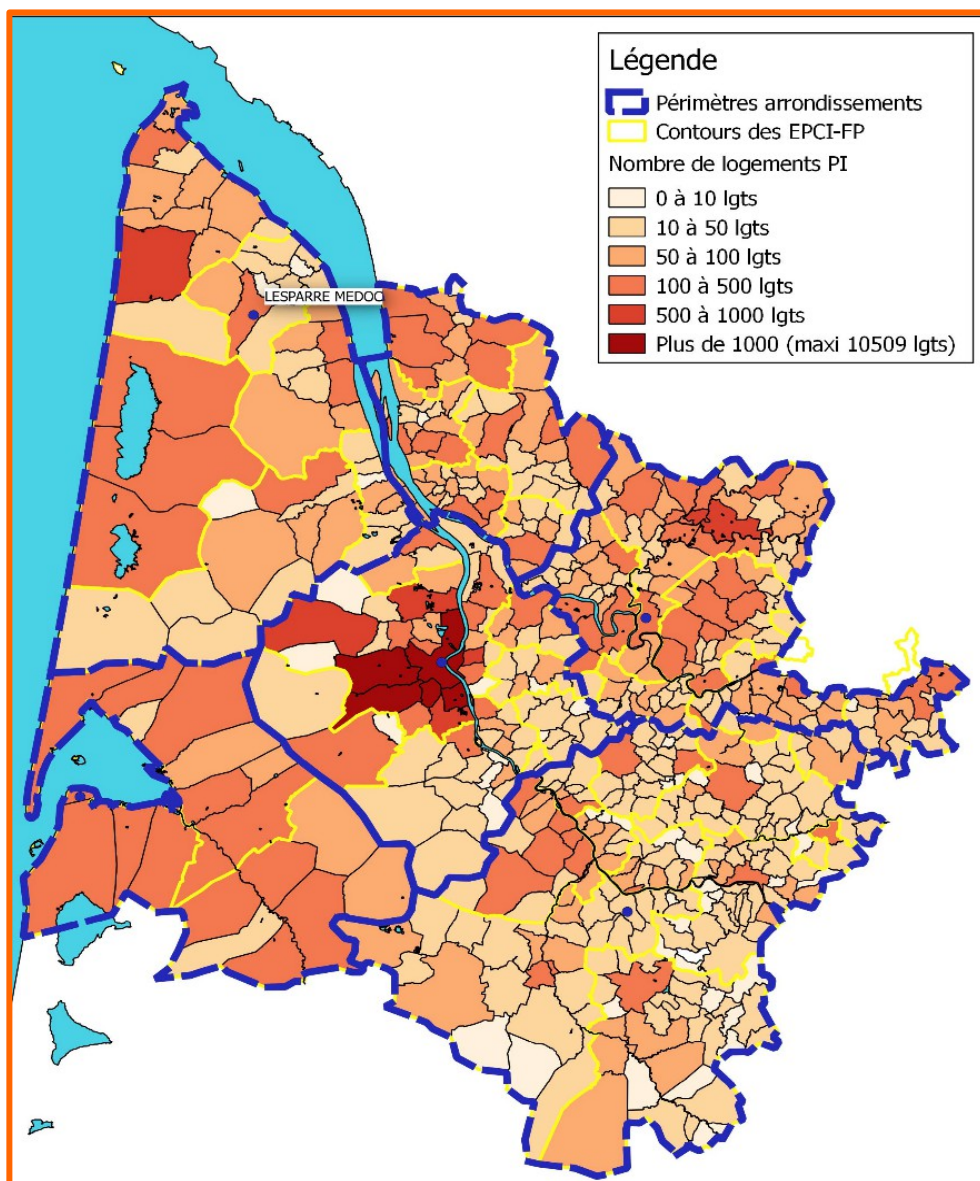 Légende
Périmètres arrondissements
Contours des EPCI-FP
Nombre de logements PI
0 à 10 lgts
10 à 50 lgts
50 à 100 lgts
100 à 500 lgts
500 à 1000 lgts
Plus de 1000 (maxi 10509 lgts)
LESPARRE MEDOC